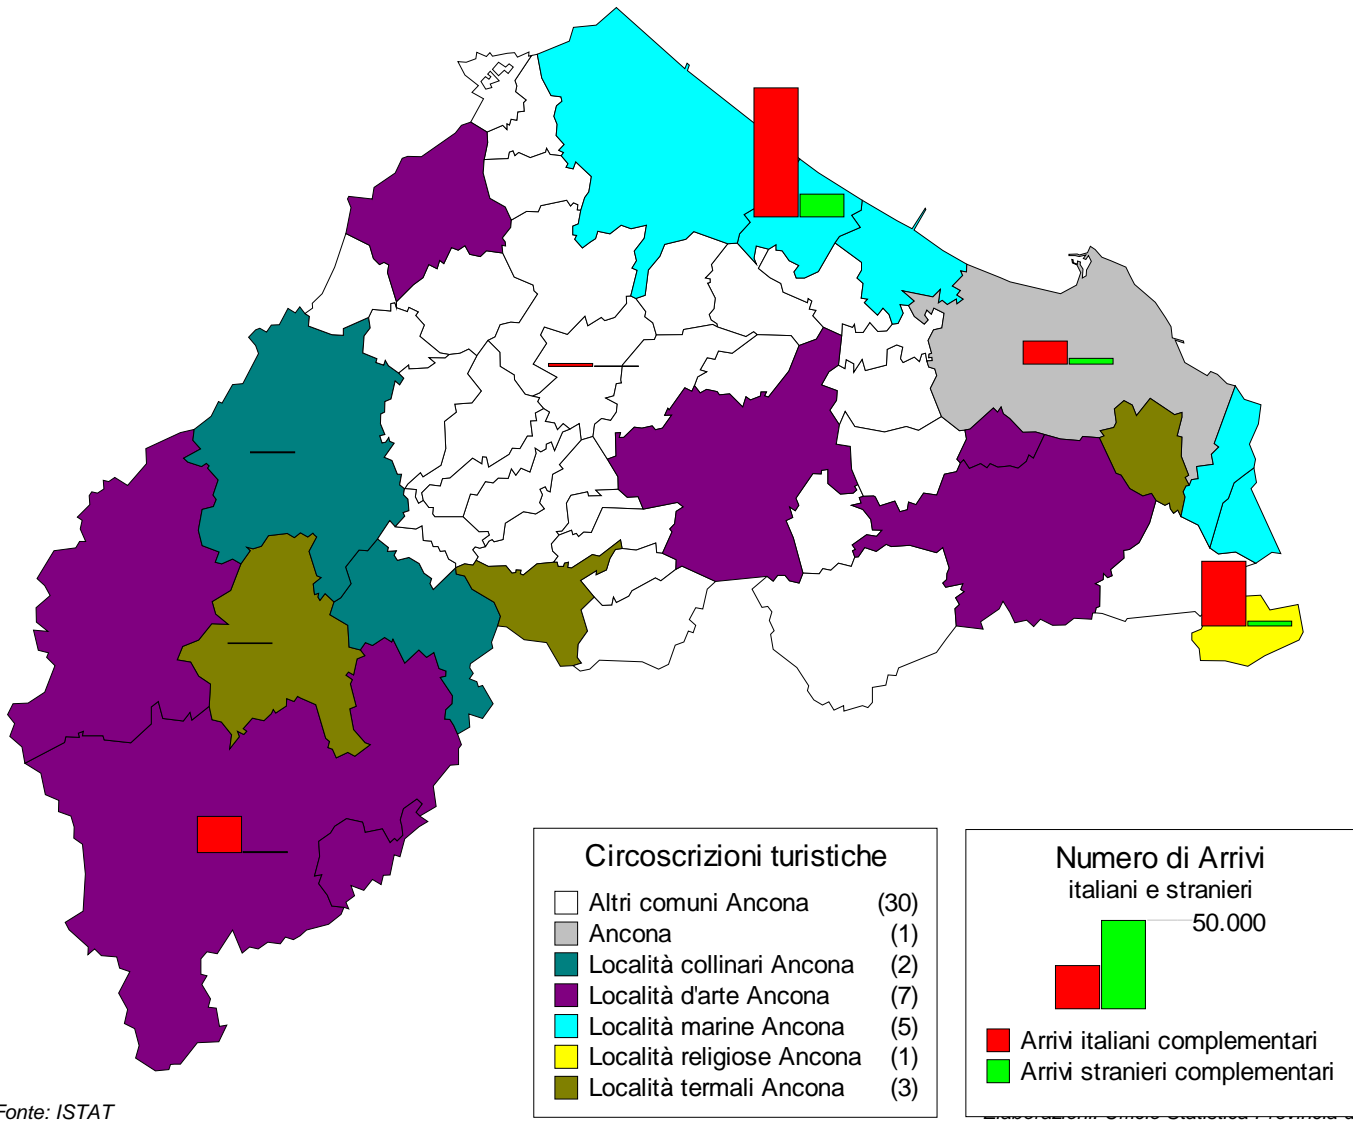 Circoscrizioni turistiche
Altri comuni Ancona (30)
Ancona (1)
Località collinari Ancona (2)
Località d'arte Ancona (7)
Località marine Ancona (5)
Località religiose Ancona (1)
Località termali Ancona (3)
Numero di Arrivi
italiani e stranieri
50.000
Arrivi italiani complementari
Arrivi stranieri complementari
Fonte: ISTAT